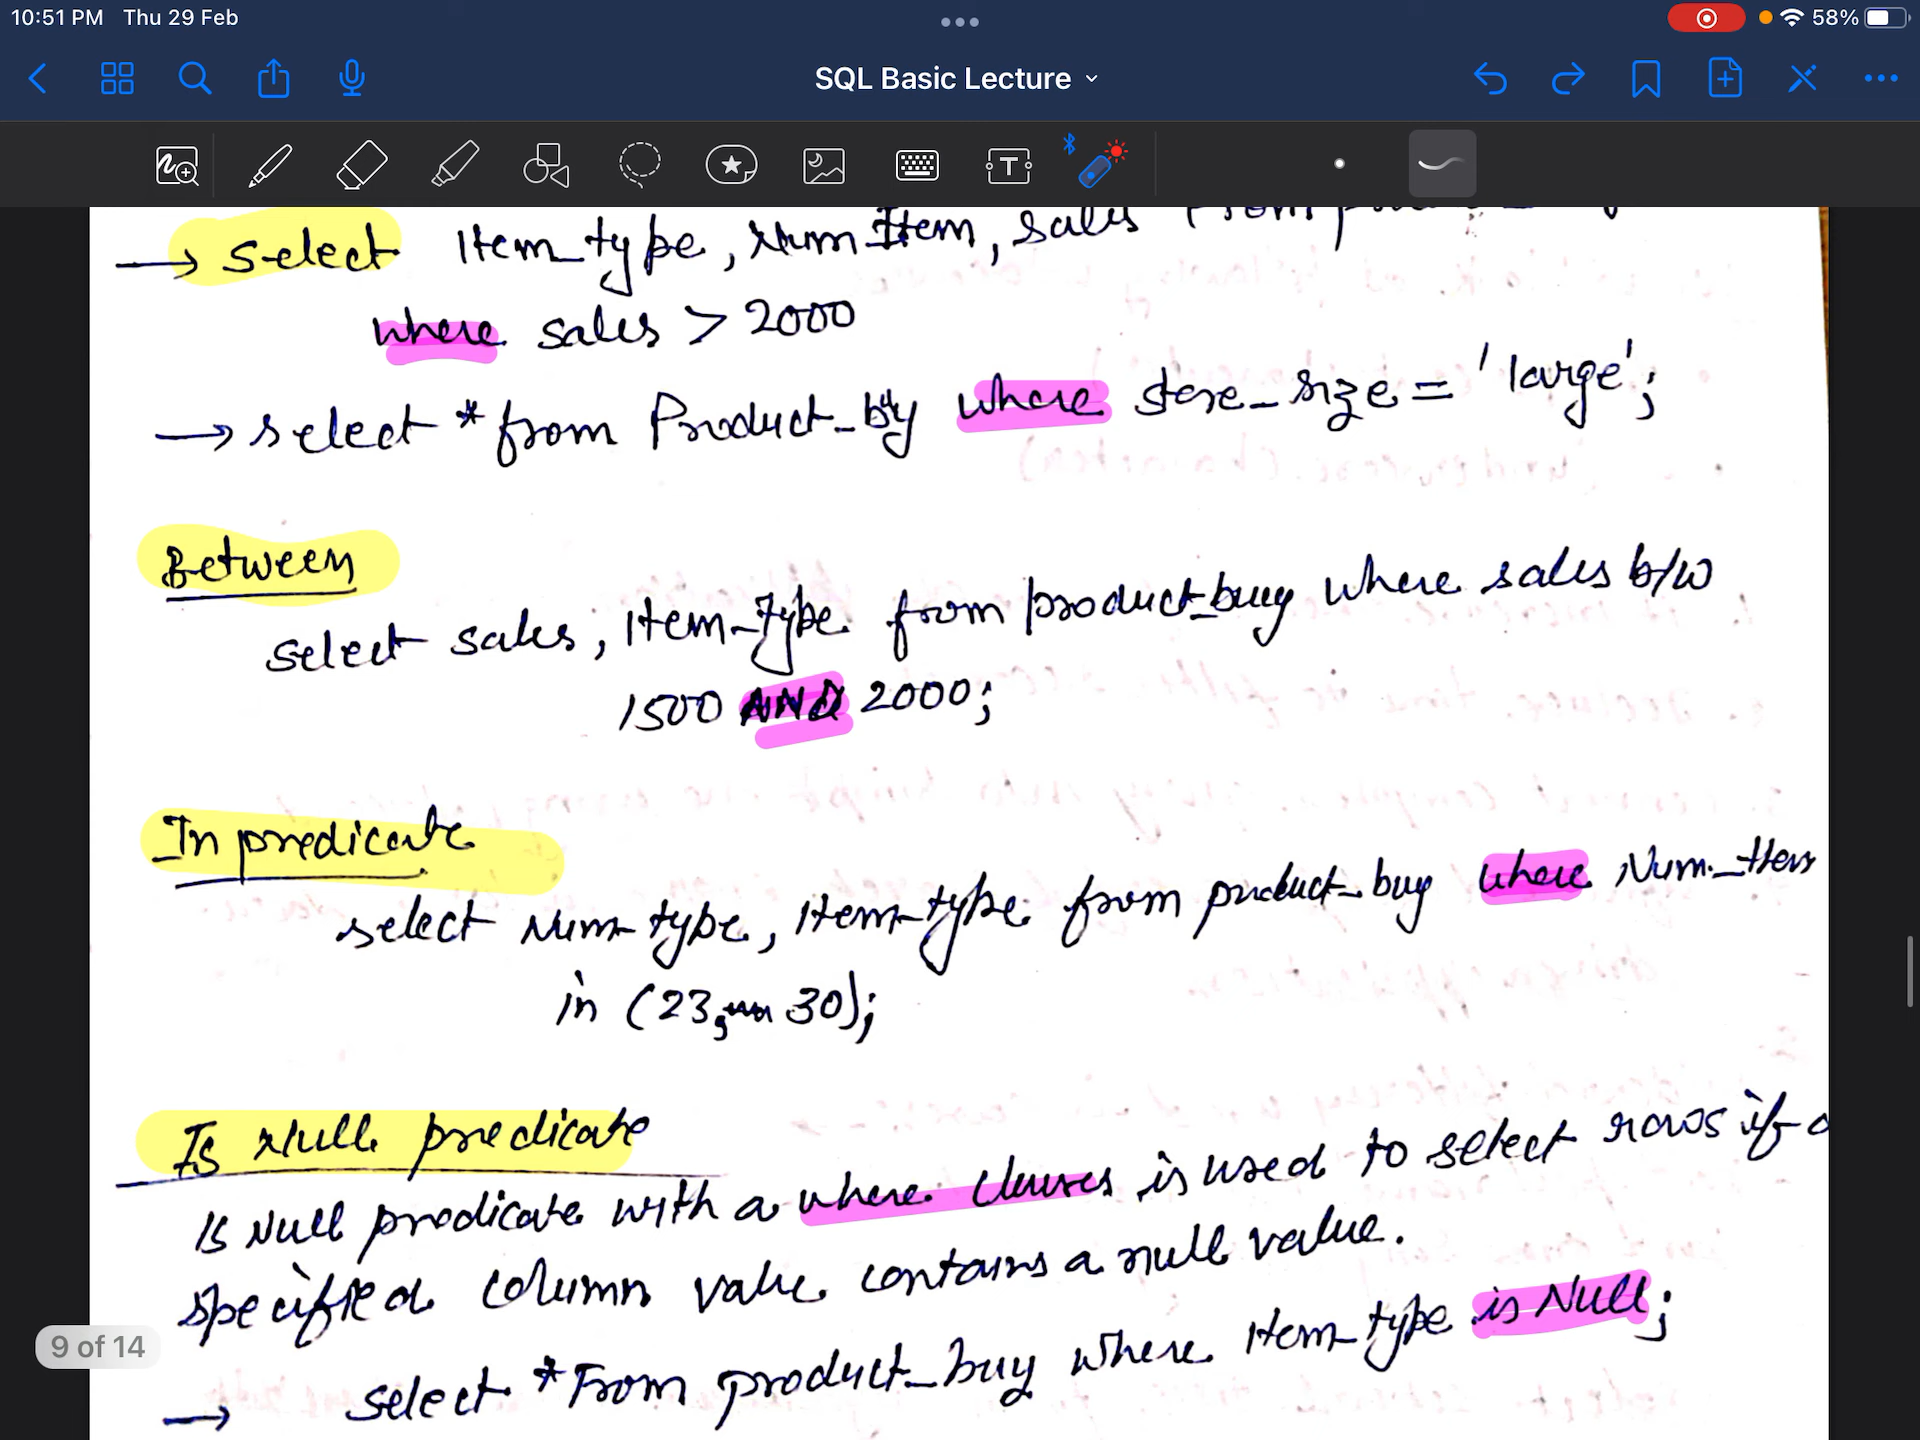 10:51 PM Thu 29 Feb
58%
SQL Basic Lecture
T
→ select Item_type, Num_Item, sales from
where sales > 2000
→ select * from Product_by where store_size = 'large';
Between
select sales, Item_Type from product_buy where sales b/w
1500 AND 2000;
In predicate
select Num_type, Item_type from product_buy where Num_Item
in (23, 30);
Is Null predicate
Is Null predicate with a where clauses is used to select rows if a
specified column value contains a null value.
→ select * From product_buy where Item_type is Null;
9 of 14